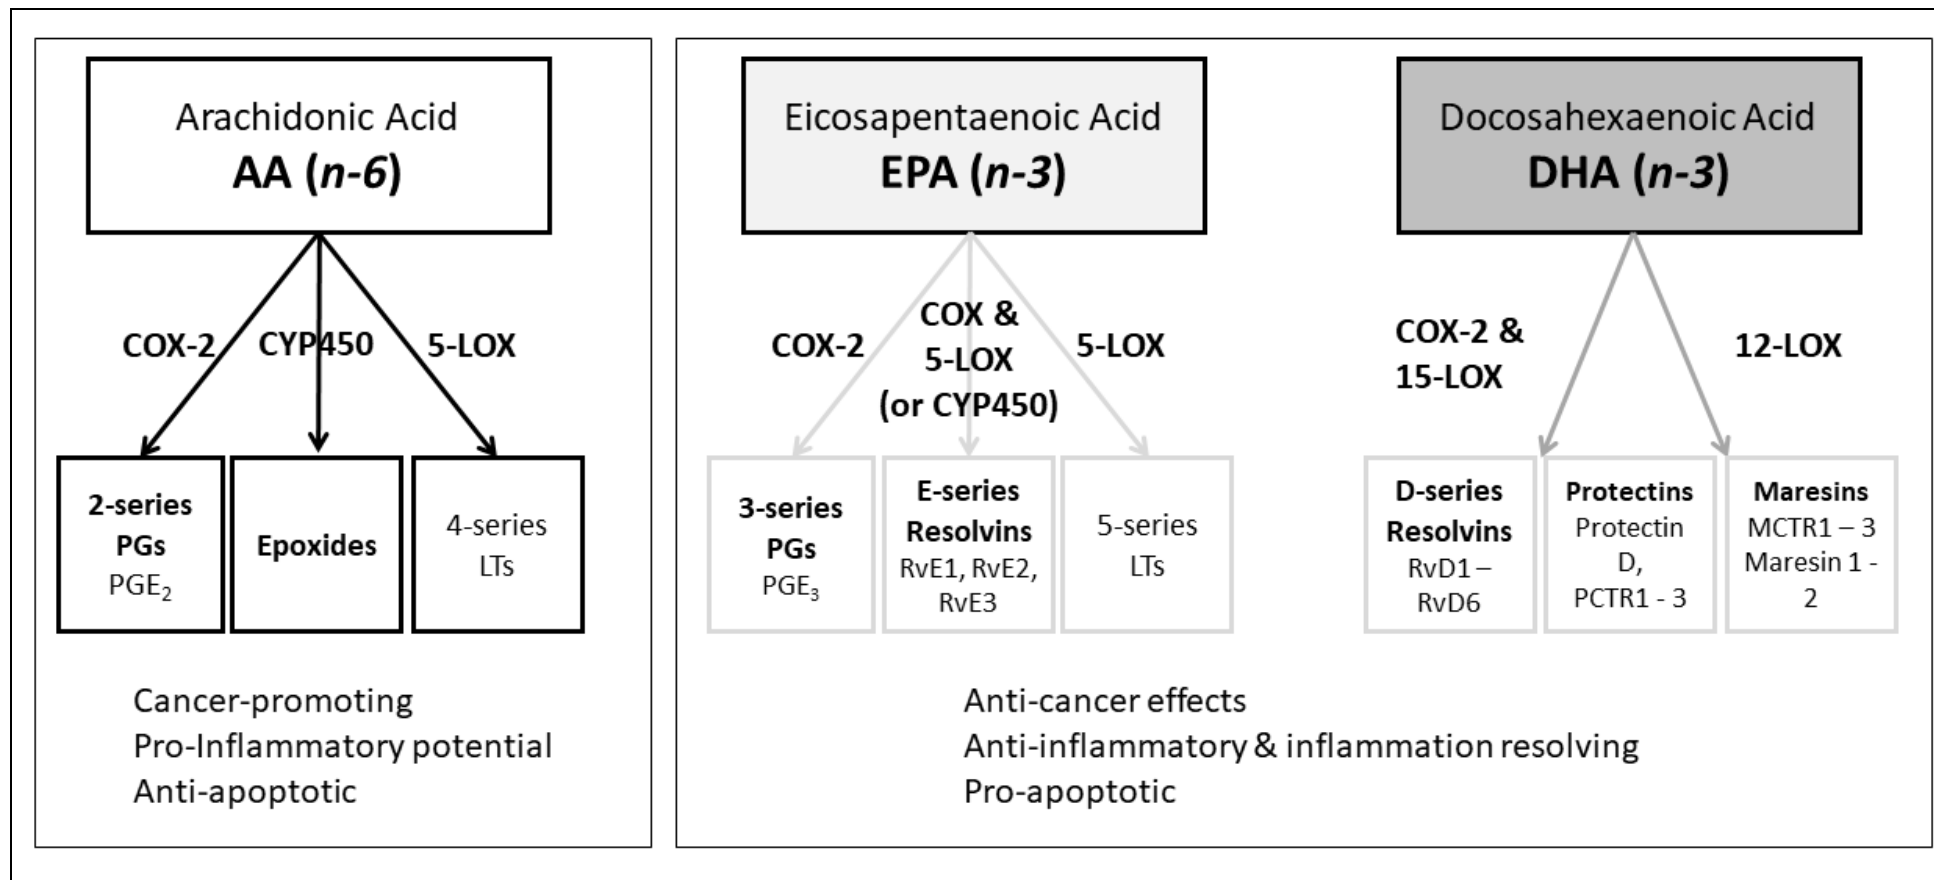 Arachidonic Acid
AA (n-6)
COX-2
CYP450
5-LOX
2-series
PGs
PGE₂
Epoxides
4-series
LTs
Cancer-promoting
Pro-Inflammatory potential
Anti-apoptotic
Eicosapentaenoic Acid
EPA (n-3)
COX-2
COX &
5-LOX
(or CYP450)
5-LOX
3-series
PGs
PGE₃
E-series
Resolvins
RvE1, RvE2,
RvE3
5-series
LTs
Docosahexaenoic Acid
DHA (n-3)
COX-2 &
15-LOX
12-LOX
D-series
Resolvins
RvD1 –
RvD6
Protectins
Protectin
D,
PCTR1 - 3
Maresins
MCTR1 – 3
Maresin 1 -
2
Anti-cancer effects
Anti-inflammatory & inflammation resolving
Pro-apoptotic